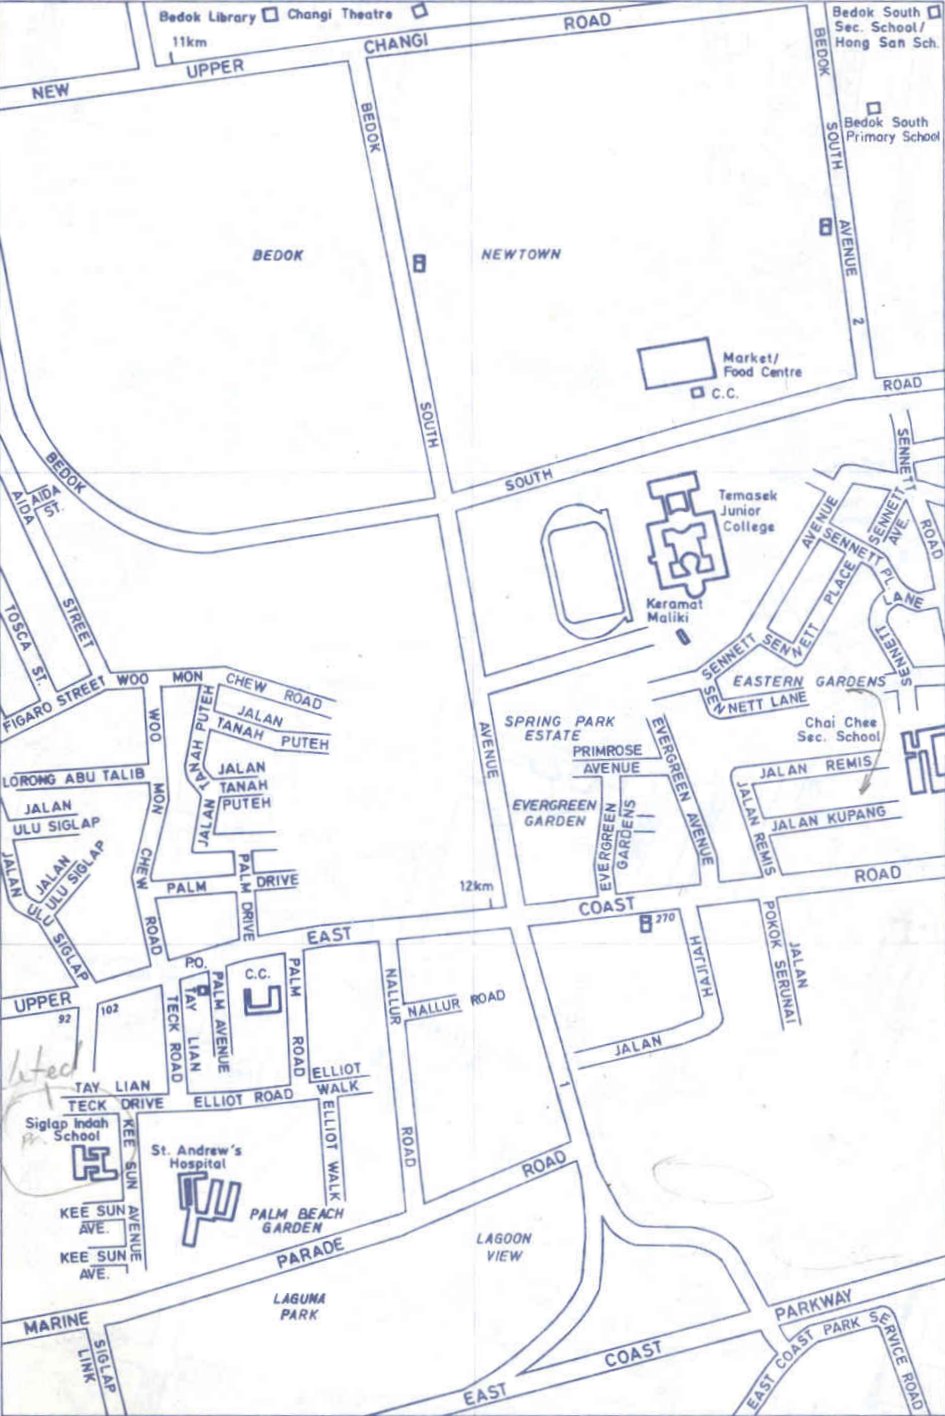 Bedok Library
Changi Theatre
11km
NEW UPPER CHANGI ROAD
Bedok South
Sec. School/
Hong San Sch.
BEDOK SOUTH AVENUE 2
Bedok South
Primary School
BEDOK NEWTOWN
BEDOK SOUTH AVENUE 1
Market/
Food Centre
C.C.
BEDOK SOUTH ROAD
AIDA
ST.
AIDA STREET
TOSCA ST.
FIGARO STREET
Temasek
Junior
College
Keramat
Maliki
SENNETT ROAD
SENNETT
AVE.
SENNETT AVENUE
SENNETT PL.
SENNETT PLACE
SENNETT LANE
SENNETT LANE
EASTERN GARDENS
Chai Chee
Sec. School
WOO MON CHEW ROAD
WOO MON CHEW ROAD
JALAN
TANAH PUTEH
JALAN TANAH PUTEH
JALAN
TANAH
PUTEH
LORONG ABU TALIB
JALAN
ULU SIGLAP
JALAN
ULU SIGLAP
JALAN ULU SIGLAP
PALM DRIVE
PALM DRIVE
SPRING PARK
ESTATE
PRIMROSE
AVENUE
EVERGREEN
GARDEN
EVERGREEN
GARDENS
EVERGREEN AVENUE
JALAN REMIS
JALAN REMIS
JALAN KUPANG
12km
UPPER EAST COAST ROAD
270
92
102
P.O.
C.C.
TAY LIAN
TECK ROAD
PALM AVENUE
PALM ROAD
NALLUR ROAD
NALLUR ROAD
JALAN HAJIJAH
JALAN
POKOK SERUNAI
TAY LIAN
TECK DRIVE
ELLIOT ROAD
ELLIOT
WALK
ELLIOT WALK
Siglap Indah
School
St. Andrew's
Hospital
KEE SUN AVENUE
KEE SUN
AVE.
KEE SUN
AVE.
PALM BEACH
GARDEN
LAGOON
VIEW
LAGUNA
PARK
MARINE PARADE ROAD
SIGLAP
LINK
EAST COAST PARKWAY
EAST COAST PARK SERVICE ROAD